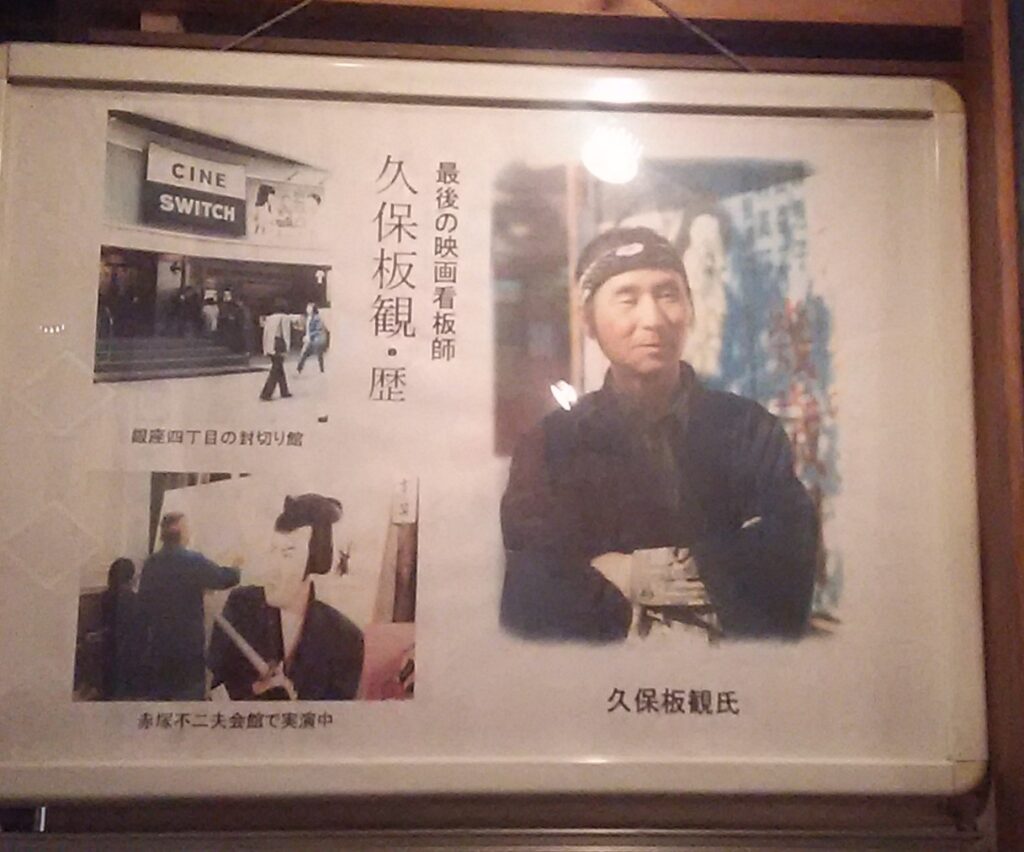 最後の映画看板師
久保板観・歴
CINE
SWITCH
銀座四丁目の封切り館
赤塚不二夫会館で実演中
久保板観氏